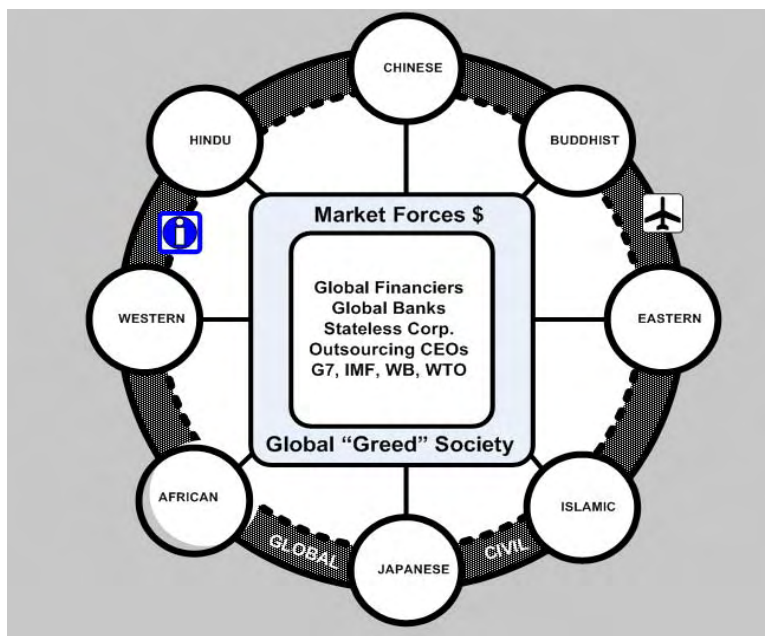 CHINESE
HINDU
BUDDHIST
Market Forces $
i
Global Financiers
Global Banks
Stateless Corp.
Outsourcing CEOs
G7, IMF, WB, WTO
WESTERN
EASTERN
Global “Greed” Society
AFRICAN
ISLAMIC
GLOBAL
CIVIL
JAPANESE